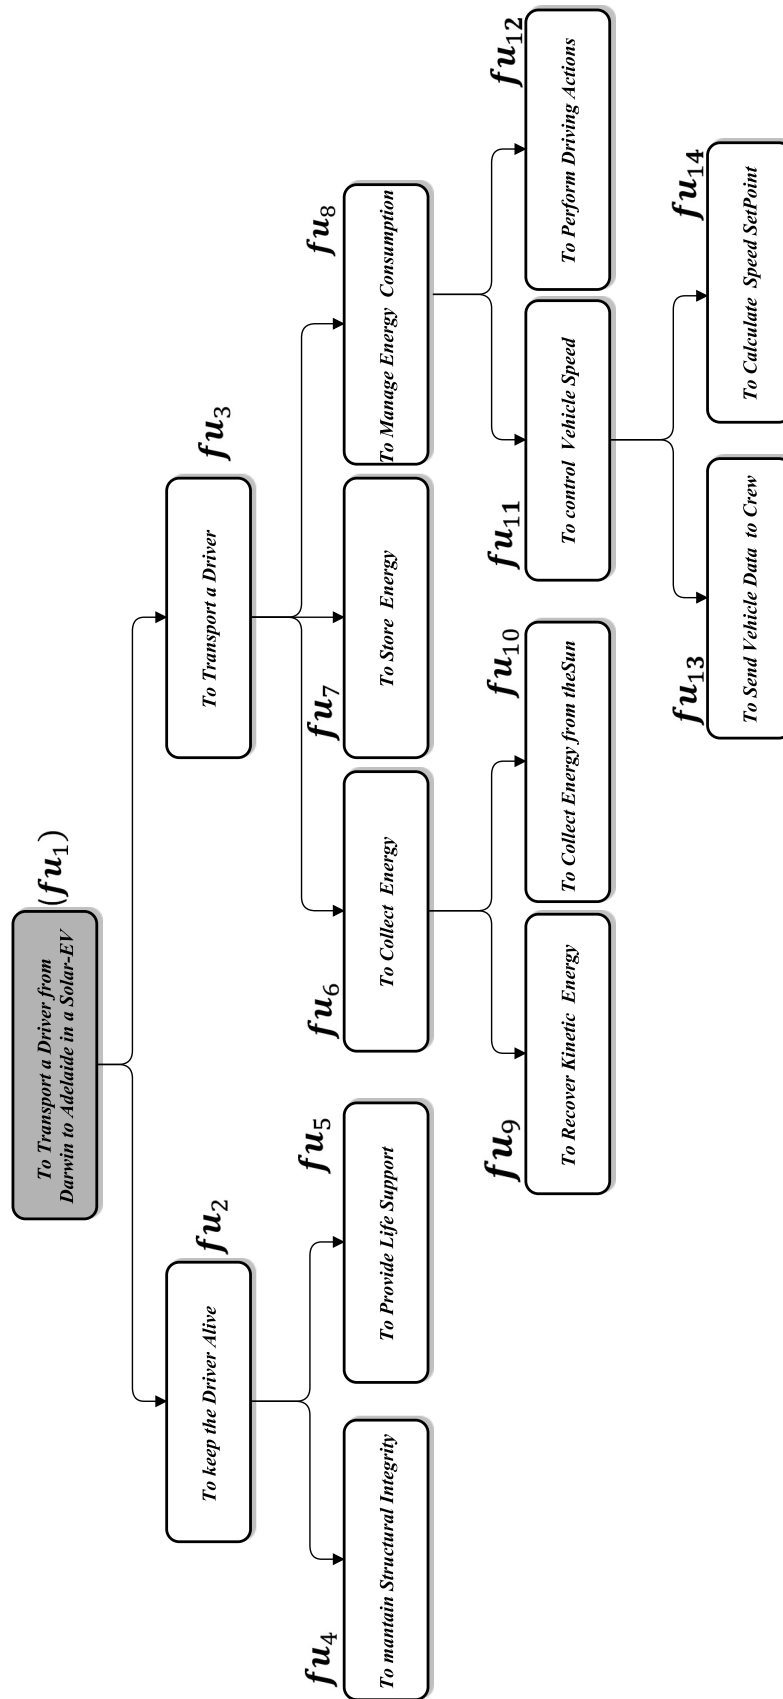 To Transport a Driver from
Darwin to Adelaide in a Solar-EV
(fu1)
To keep the Driver Alive
fu2
To Transport a Driver
fu3
fu4
To mantain Structural Integrity
fu5
To Provide Life Support
fu6
To Collect Energy
fu7
To Store Energy
fu8
To Manage Energy Consumption
fu9
To Recover Kinetic Energy
fu10
To Collect Energy from theSun
fu11
To control Vehicle Speed
fu12
To Perform Driving Actions
fu13
To Send Vehicle Data to Crew
fu14
To Calculate Speed SetPoint